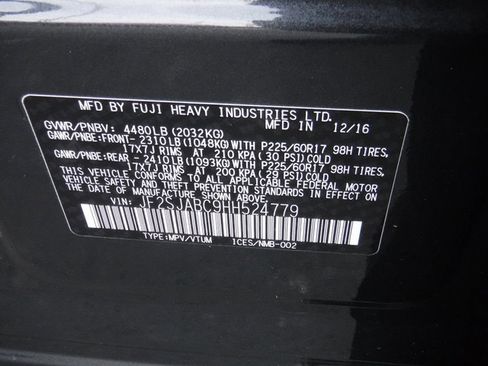 MFD BY FUJI HEAVY INDUSTRIES LTD.
GVWR/PNBV: 4480LB(2032KG) MFD IN 12/16
GAWR/PNBE:FRONT-2310LB(1048KG)WITH P225/60R17 98H TIRES,
17X7J RIMS AT 210 KPA(30 PSI)COLD
GAWR/PNBE:REAR -2410LB(1093KG)WITH P225/60R17 98H TIRES,
17X7J RIMS AT 200 KPA(29 PSI)COLD
THIS VEHICLE CONFORMS TO ALL APPLICABLE FEDERAL MOTOR
VEHICLE SAFETY AND THEFT PREVENTION STANDARDS IN EFFECT
ON THE DATE OF MANUFACTURE SHOWN ABOVE.
VIN: JF2SJABC9HH524779
TYPE:MPV/VTUM ICES/NMB-002